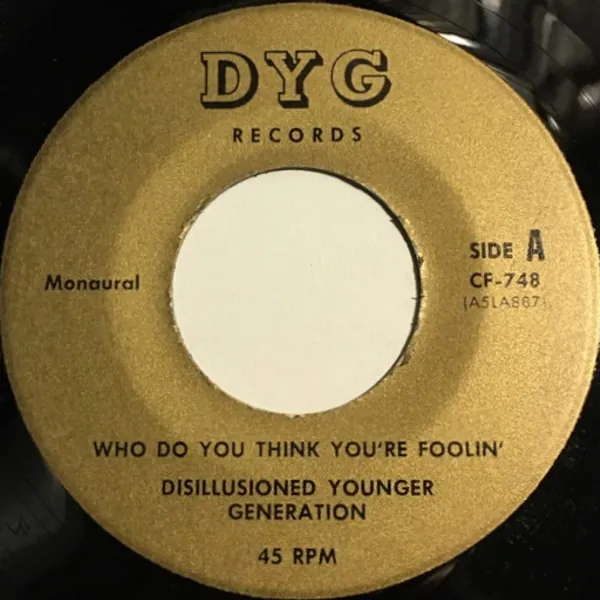 DYG
RECORDS
Monaural
SIDE A
CF-748
(A5LA867)
WHO DO YOU THINK YOU'RE FOOLIN'
DISILLUSIONED YOUNGER
GENERATION
45 RPM